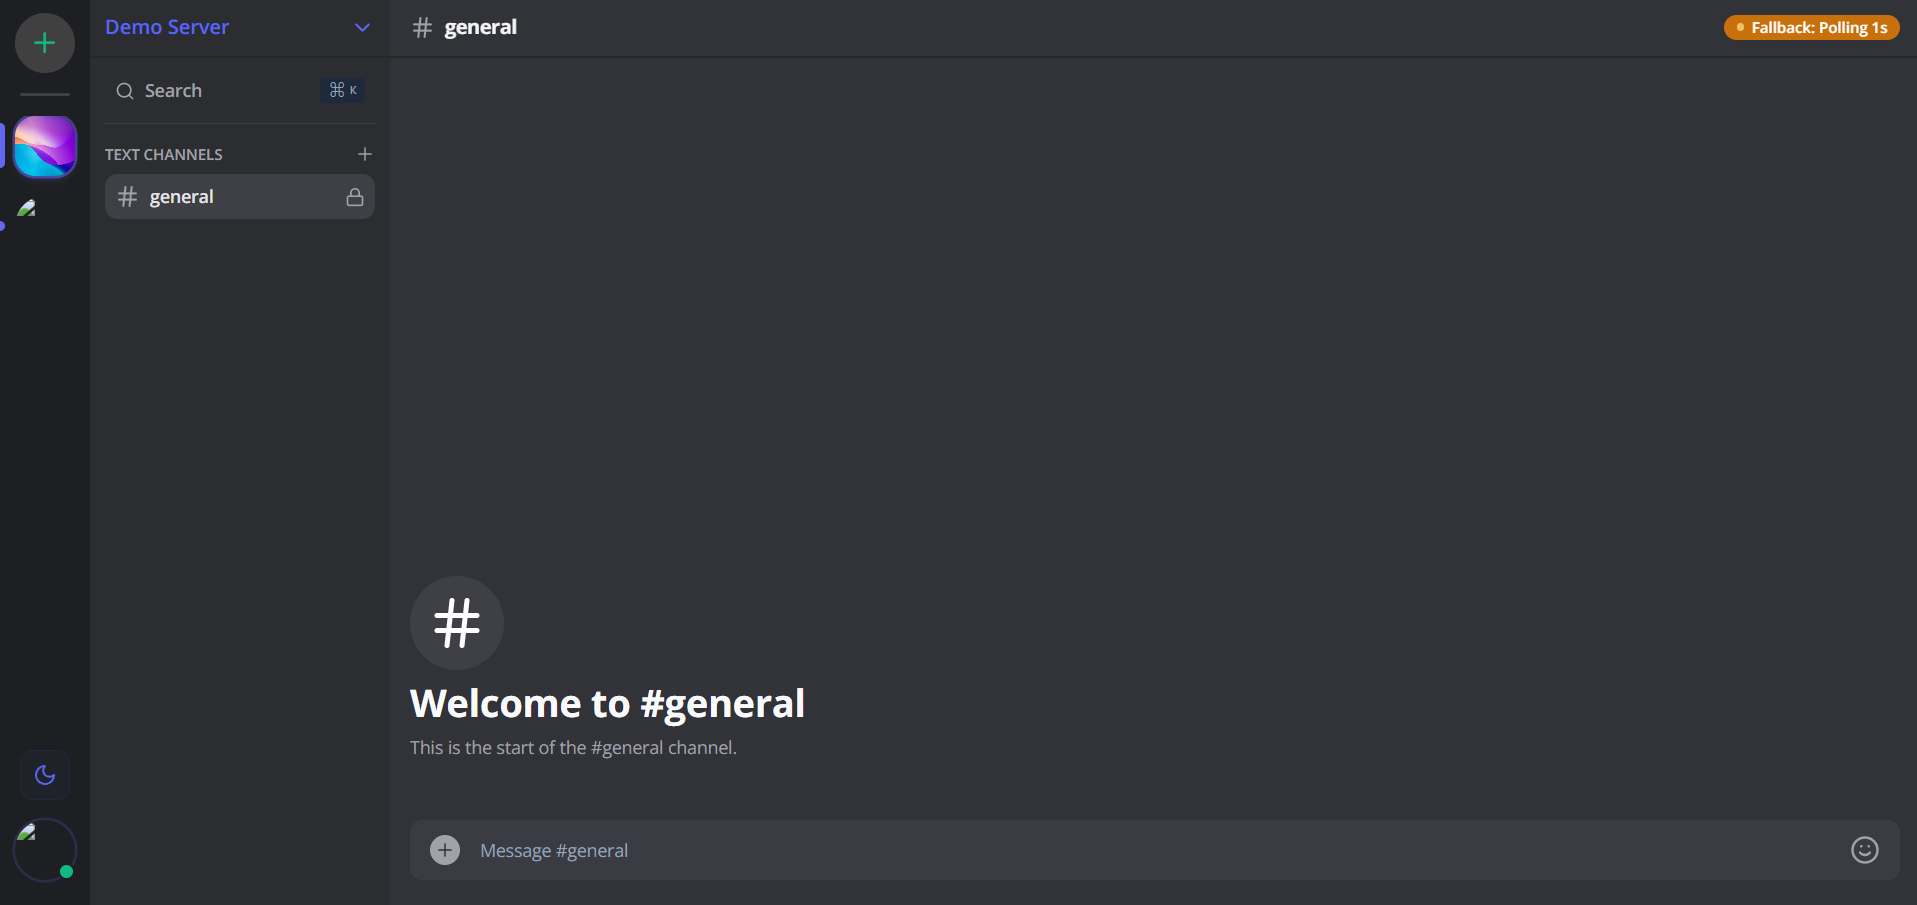 Demo Server
# general
Fallback: Polling 1s
Search
⌘ K
TEXT CHANNELS
# general
#
Welcome to #general
This is the start of the #general channel.
Message #general